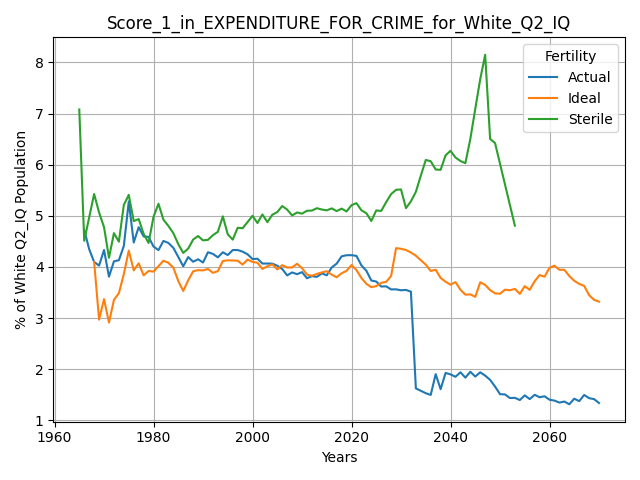 Score_1_in_EXPENDITURE_FOR_CRIME_for_White_Q2_IQ
% of White Q2_IQ Population
8
7
6
5
4
3
2
1
Fertility
Actual
Ideal
Sterile
1960 1980 2000 2020 2040 2060
Years